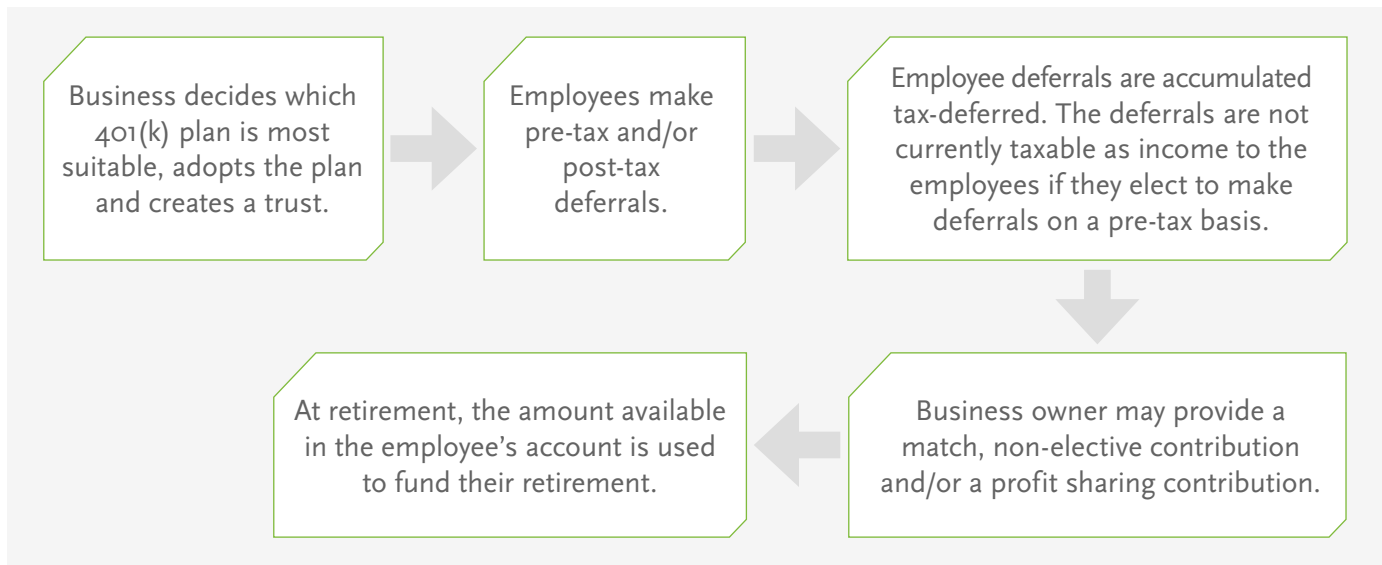 Business decides which
401(k) plan is most
suitable, adopts the plan
and creates a trust.
Employees make
pre-tax and/or
post-tax
deferrals.
Employee deferrals are accumulated
tax-deferred. The deferrals are not
currently taxable as income to the
employees if they elect to make
deferrals on a pre-tax basis.
Business owner may provide a
match, non-elective contribution
and/or a profit sharing contribution.
At retirement, the amount available
in the employee’s account is used
to fund their retirement.